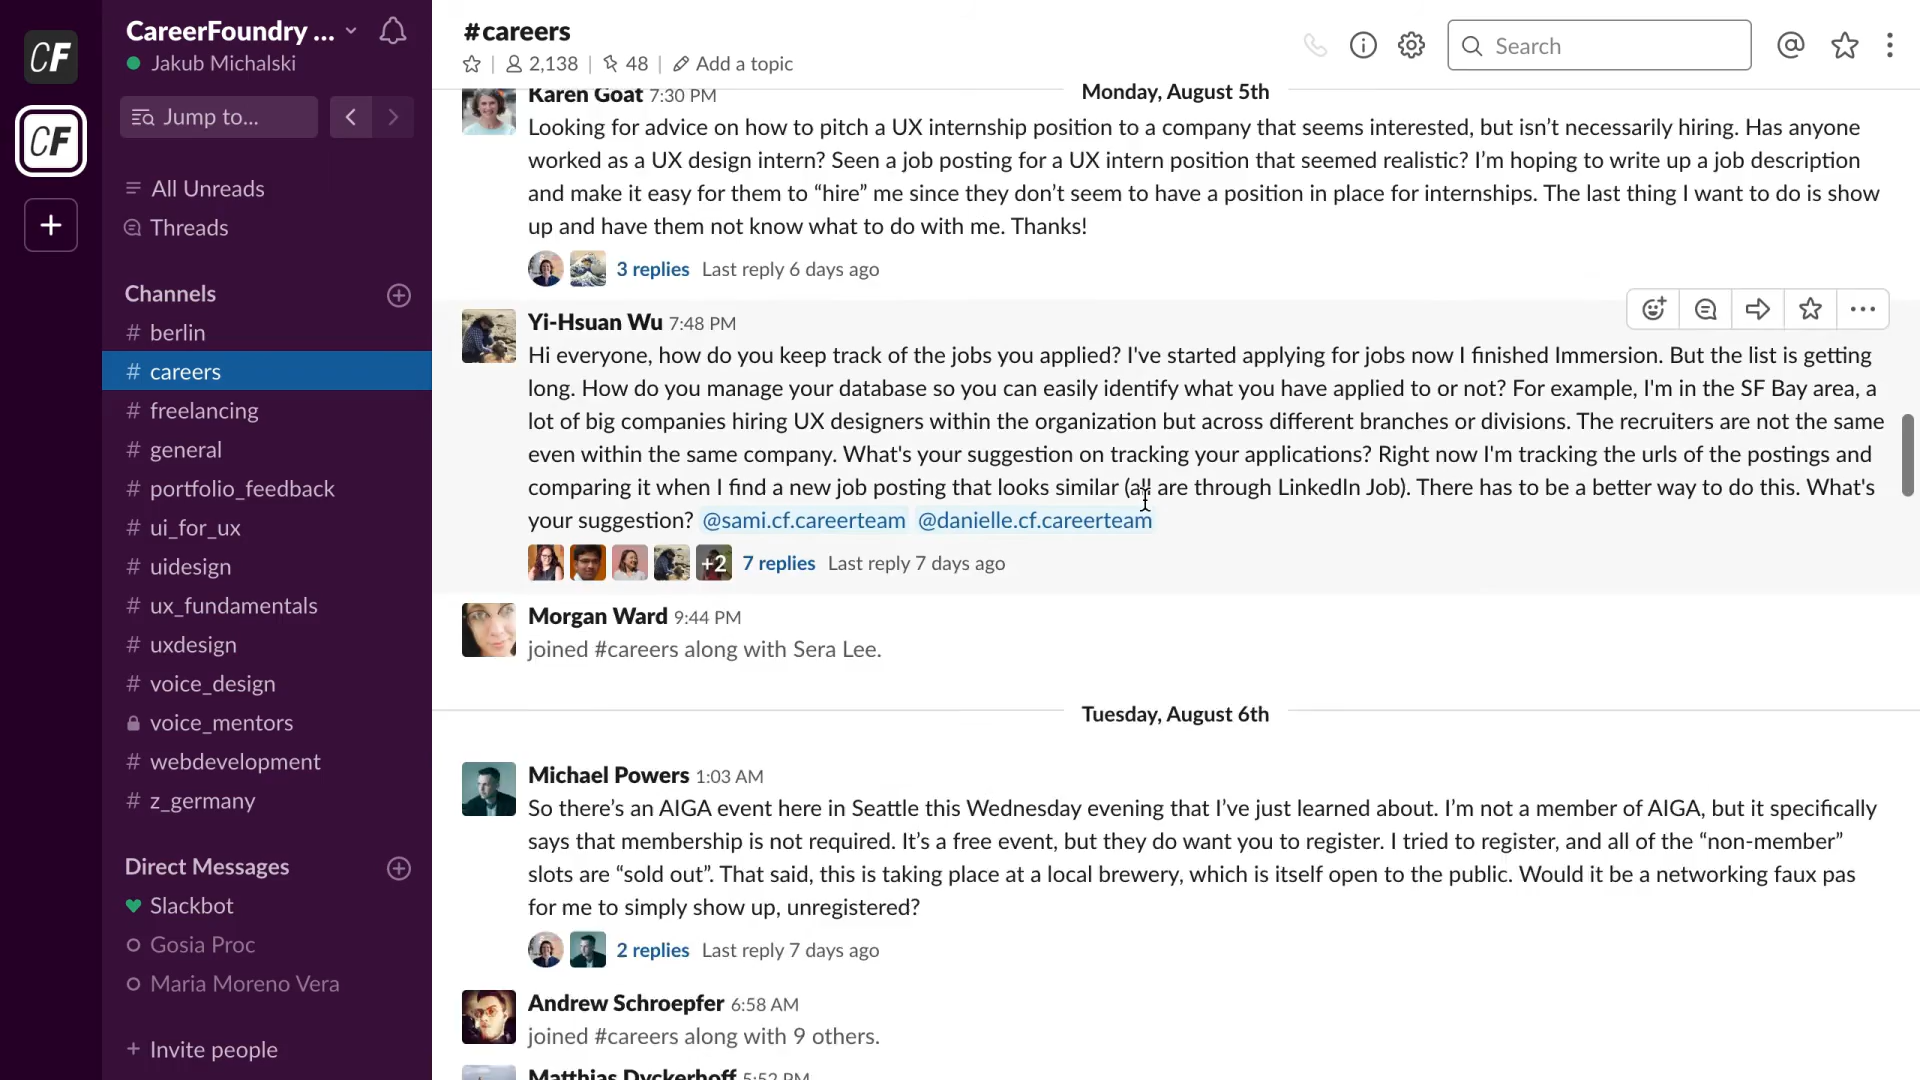 CF
CF
CareerFoundry ...
Jakub Michalski
Jump to...
All Unreads
Threads
Channels
# berlin
# careers
# freelancing
# general
# portfolio_feedback
# ui_for_ux
# uidesign
# ux_fundamentals
# uxdesign
# voice_design
voice_mentors
# webdevelopment
# z_germany
Direct Messages
Slackbot
Gosia Proc
Maria Moreno Vera
+ Invite people
#careers
2,138 | 48 | Add a topic
Search
Monday, August 5th
Karen Goat 7:30 PM
Looking for advice on how to pitch a UX internship position to a company that seems interested, but isn’t necessarily hiring. Has anyone
worked as a UX design intern? Seen a job posting for a UX intern position that seemed realistic? I’m hoping to write up a job description
and make it easy for them to “hire” me since they don’t seem to have a position in place for internships. The last thing I want to do is show
up and have them not know what to do with me. Thanks!
3 replies Last reply 6 days ago
Yi-Hsuan Wu 7:48 PM
Hi everyone, how do you keep track of the jobs you applied? I've started applying for jobs now I finished Immersion. But the list is getting
long. How do you manage your database so you can easily identify what you have applied to or not? For example, I'm in the SF Bay area, a
lot of big companies hiring UX designers within the organization but across different branches or divisions. The recruiters are not the same
even within the same company. What's your suggestion on tracking your applications? Right now I'm tracking the urls of the postings and
comparing it when I find a new job posting that looks similar (all are through LinkedIn Job). There has to be a better way to do this. What's
your suggestion? @sami.cf.careerteam @danielle.cf.careerteam
+2 7 replies Last reply 7 days ago
Morgan Ward 9:44 PM
joined #careers along with Sera Lee.
Tuesday, August 6th
Michael Powers 1:03 AM
So there’s an AIGA event here in Seattle this Wednesday evening that I’ve just learned about. I’m not a member of AIGA, but it specifically
says that membership is not required. It’s a free event, but they do want you to register. I tried to register, and all of the “non-member”
slots are “sold out”. That said, this is taking place at a local brewery, which is itself open to the public. Would it be a networking faux pas
for me to simply show up, unregistered?
2 replies Last reply 7 days ago
Andrew Schroepfer 6:58 AM
joined #careers along with 9 others.
Matthias Dyckerhoff 5:52 PM